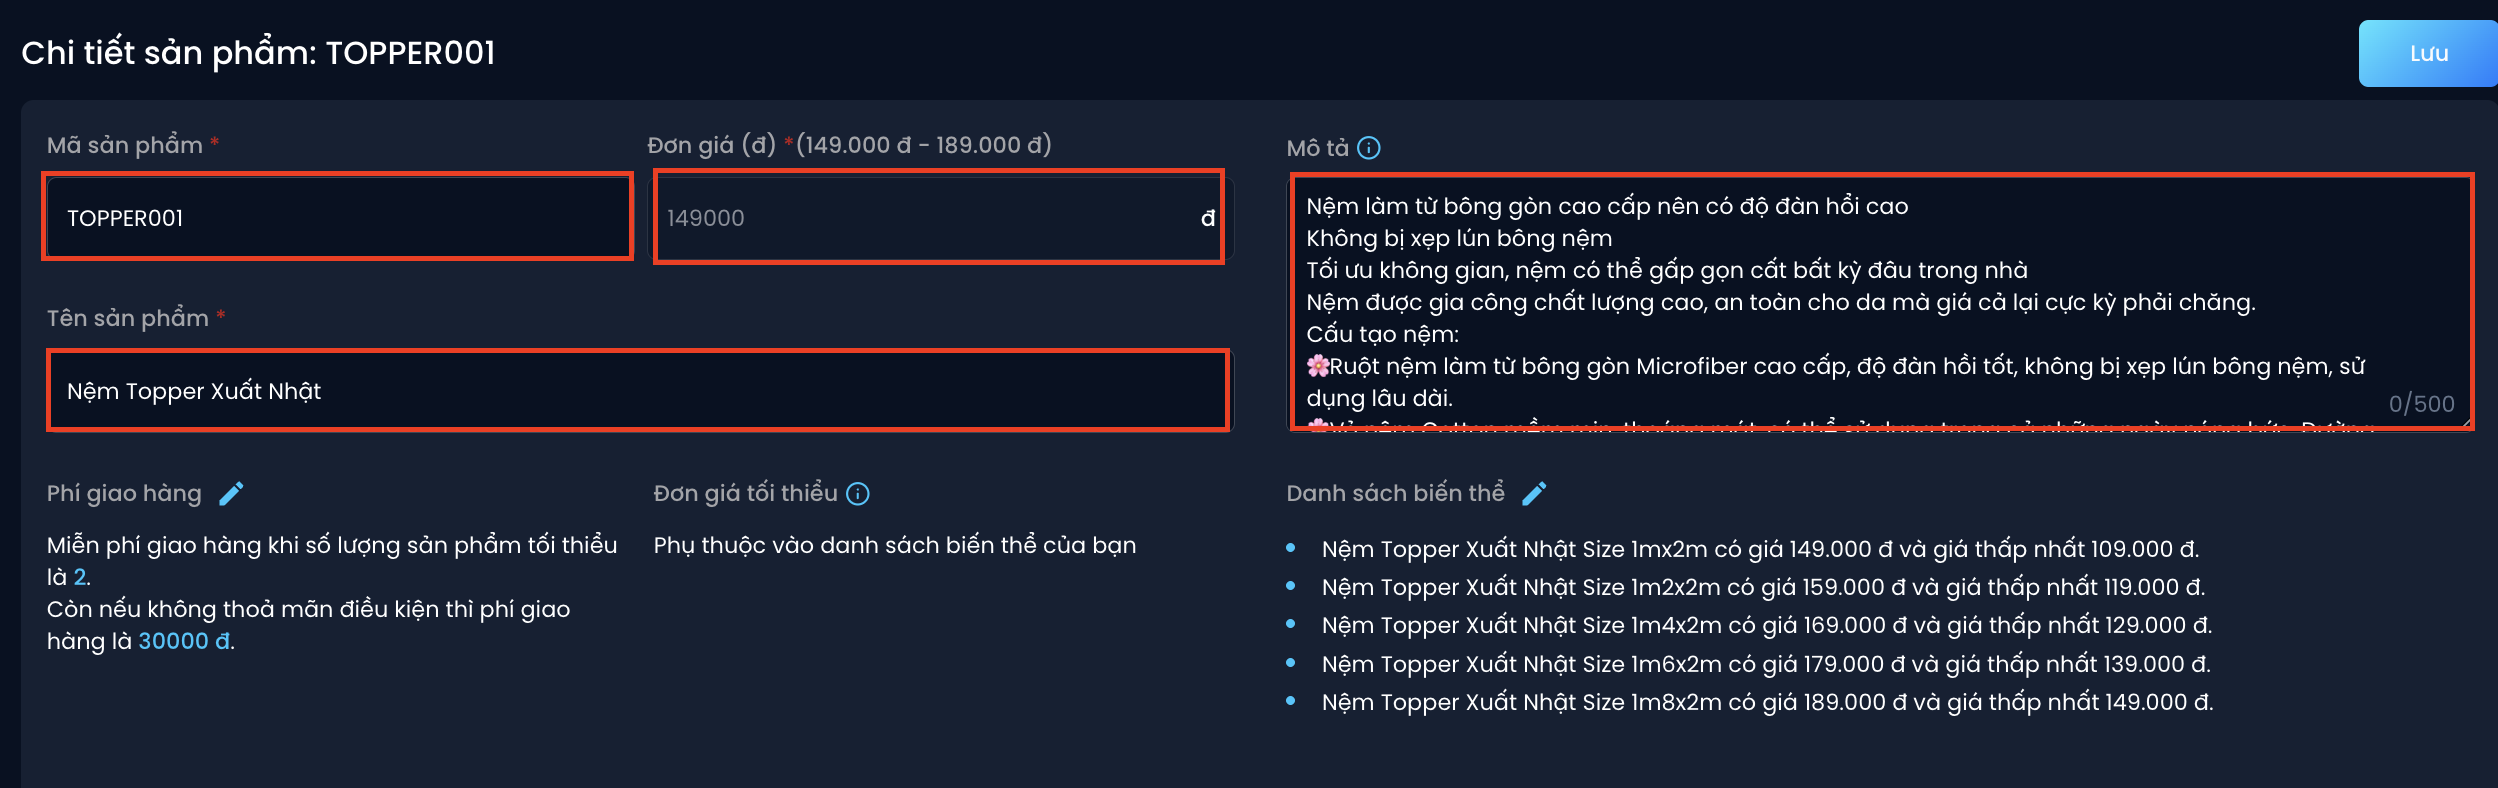 Chi tiết sản phẩm: TOPPER001
Lưu
Mã sản phẩm *
TOPPER001
Đơn giá (đ) *(149.000 đ - 189.000 đ)
149000 đ
Tên sản phẩm *
Nệm Topper Xuất Nhật
Mô tả
Nệm làm từ bông gòn cao cấp nên có độ đàn hổi cao
Không bị xẹp lún bông nệm
Tối ưu không gian, nệm có thể gấp gọn cất bất kỳ đâu trong nhà
Nệm được gia công chất lượng cao, an toàn cho da mà giá cả lại cực kỳ phải chăng.
Cấu tạo nệm:
🌸Ruột nệm làm từ bông gòn Microfiber cao cấp, độ đàn hồi tốt, không bị xẹp lún bông nệm, sử
dụng lâu dài.
0/500
Phí giao hàng
Miễn phí giao hàng khi số lượng sản phẩm tối thiểu
là 2.
Còn nếu không thoả mãn điều kiện thì phí giao
hàng là 30000 đ.
Đơn giá tối thiểu
Phụ thuộc vào danh sách biến thể của bạn
Danh sách biến thể
Nệm Topper Xuất Nhật Size 1mx2m có giá 149.000 đ và giá thấp nhất 109.000 đ.
Nệm Topper Xuất Nhật Size 1m2x2m có giá 159.000 đ và giá thấp nhất 119.000 đ.
Nệm Topper Xuất Nhật Size 1m4x2m có giá 169.000 đ và giá thấp nhất 129.000 đ.
Nệm Topper Xuất Nhật Size 1m6x2m có giá 179.000 đ và giá thấp nhất 139.000 đ.
Nệm Topper Xuất Nhật Size 1m8x2m có giá 189.000 đ và giá thấp nhất 149.000 đ.